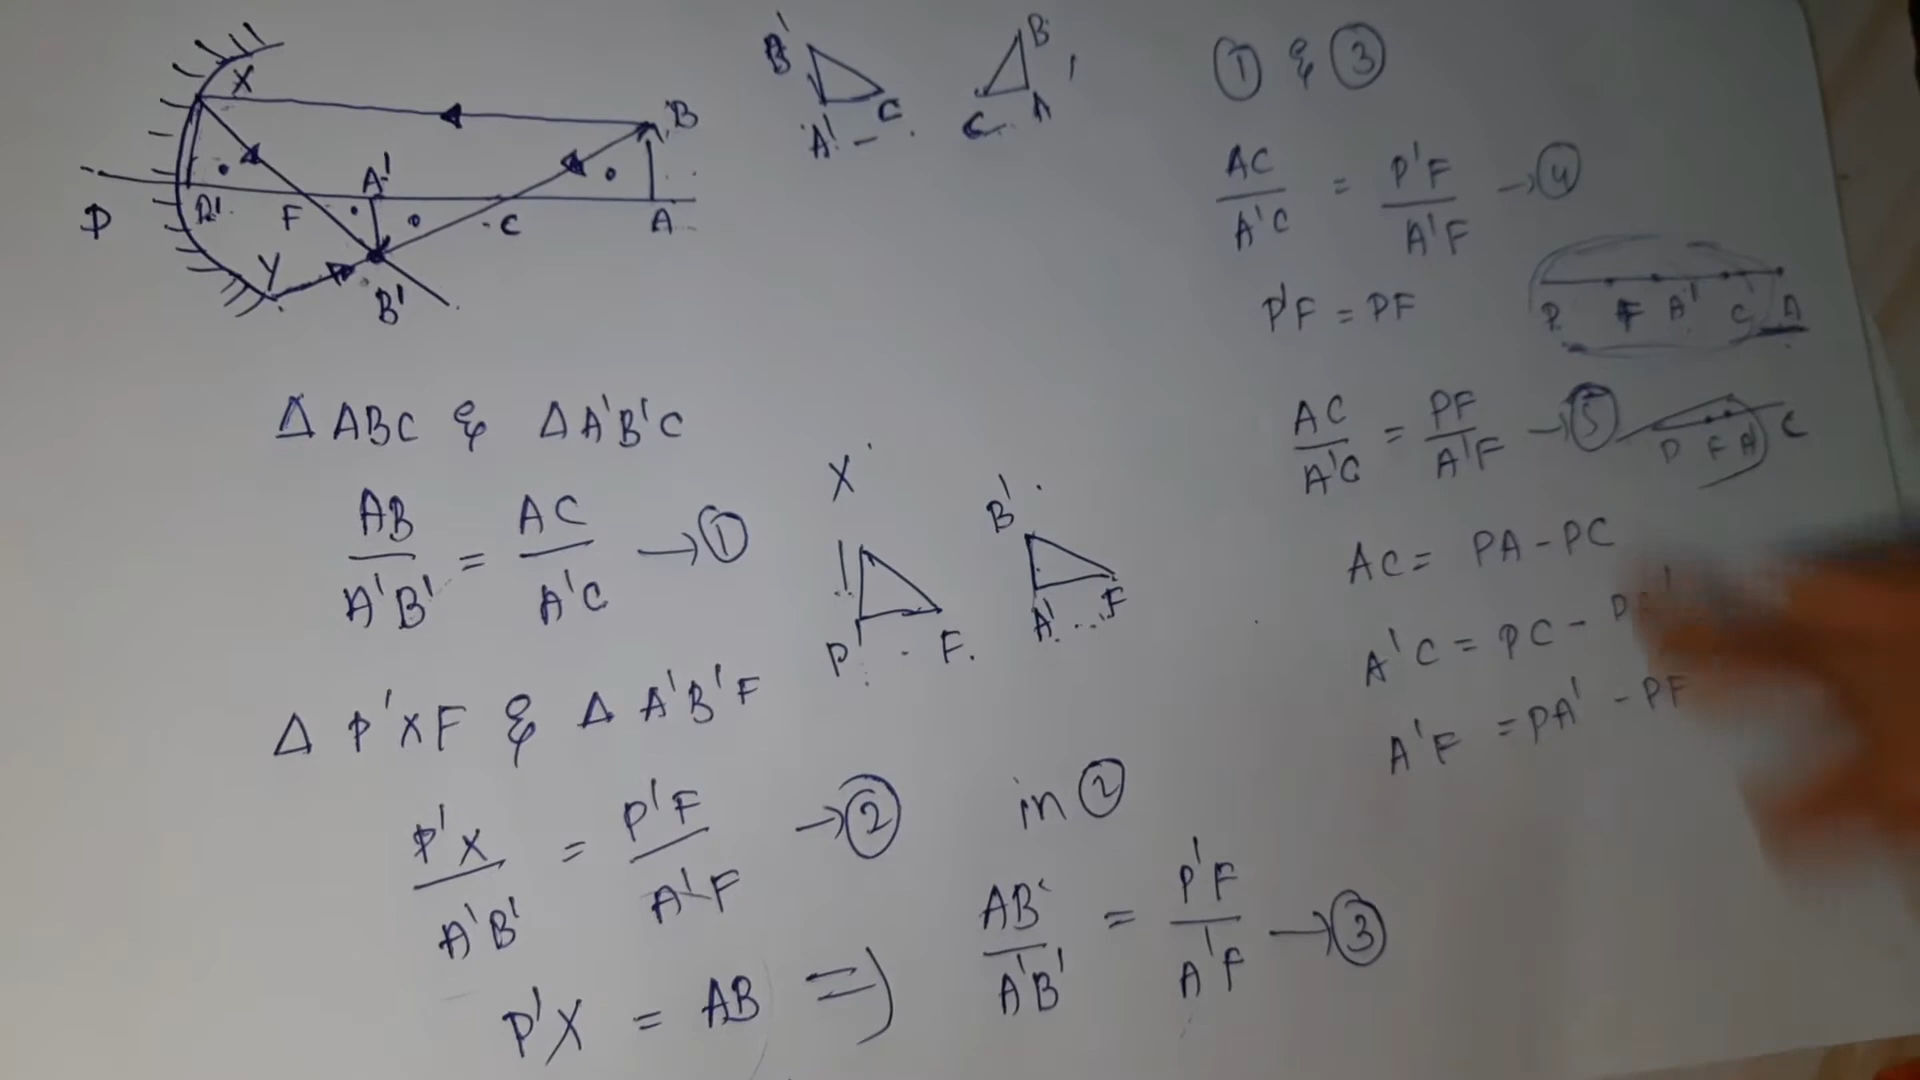 X
B
A'
P'
F
C
A
P
Y
B'
B'
A' C
B
C A
Δ ABC & Δ A'B'C
AB/A'B' = AC/A'C → ①
X
P' F
B'
A' F
Δ P'XF & Δ A'B'F
P'X/A'B' = P'F/A'F → ②
in ②
P'X = AB ⇒ AB/A'B' = P'F/A'F → ③
① & ③
AC/A'C = P'F/A'F → ④
P'F = PF
P F A' C A
AC/A'C = PF/A'F → ⑤
P F A' C
AC = PA - PC
A'C = PC -
A'F = PA' - PF